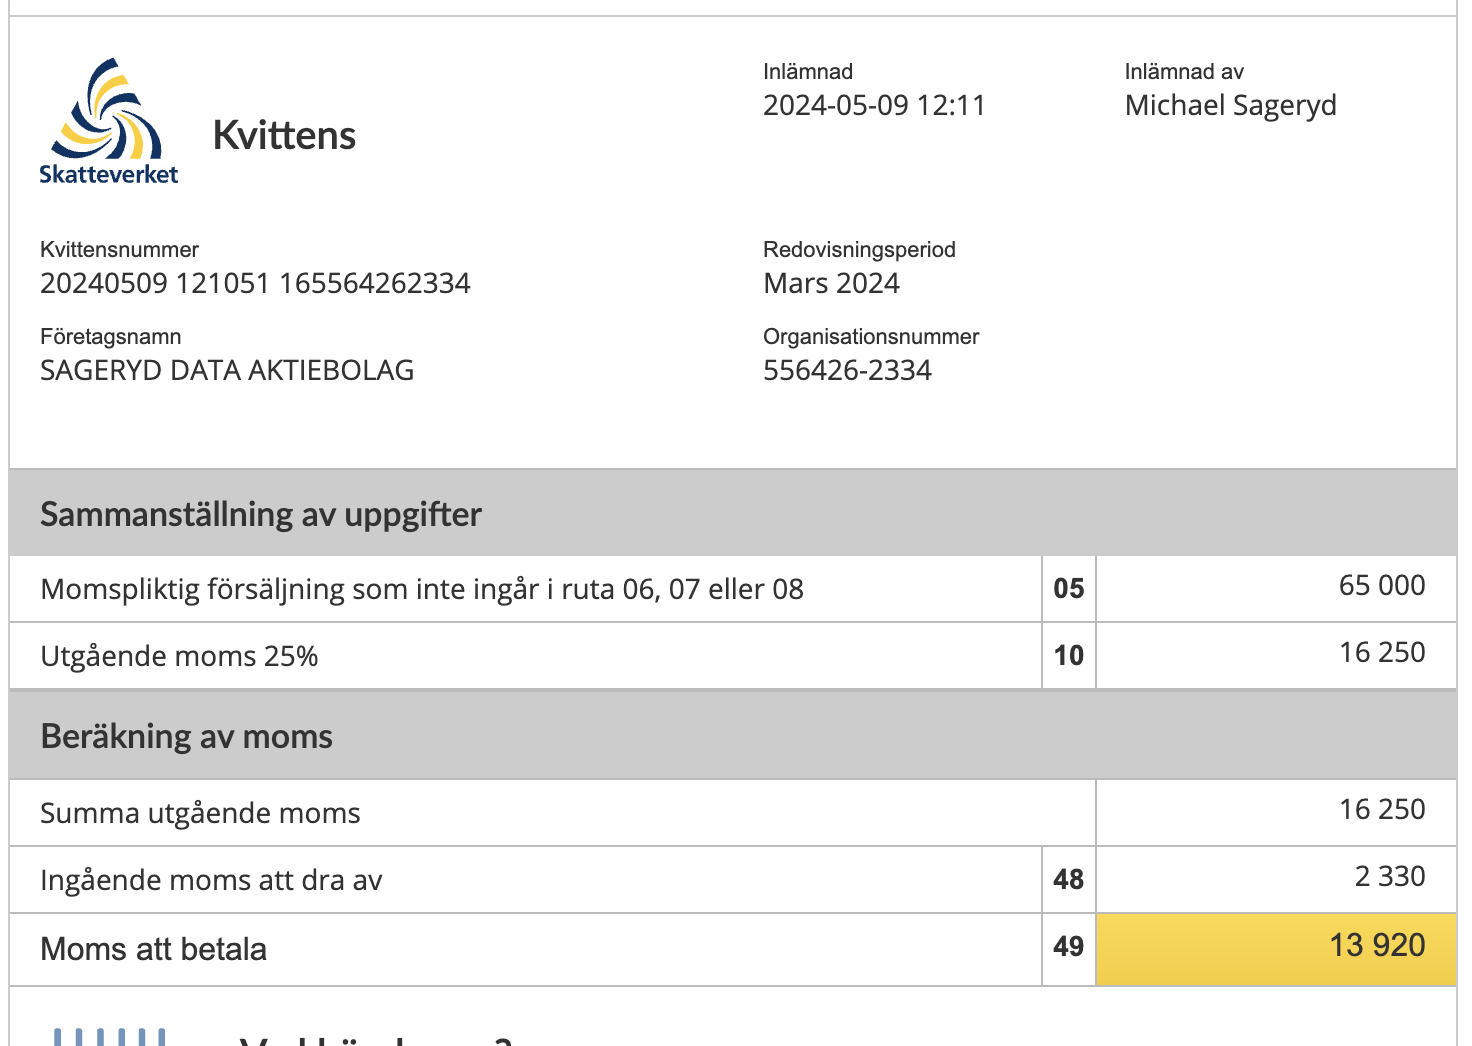 Skatteverket
Kvittens
Inlämnad
2024-05-09 12:11
Inlämnad av
Michael Sageryd
Kvittensnummer
20240509 121051 165564262334
Redovisningsperiod
Mars 2024
Företagsnamn
SAGERYD DATA AKTIEBOLAG
Organisationsnummer
556426-2334
Sammanställning av uppgifter
Momspliktig försäljning som inte ingår i ruta 06, 07 eller 08 05 65 000
Utgående moms 25% 10 16 250
Beräkning av moms
Summa utgående moms 16 250
Ingående moms att dra av 48 2 330
Moms att betala 49 13 920